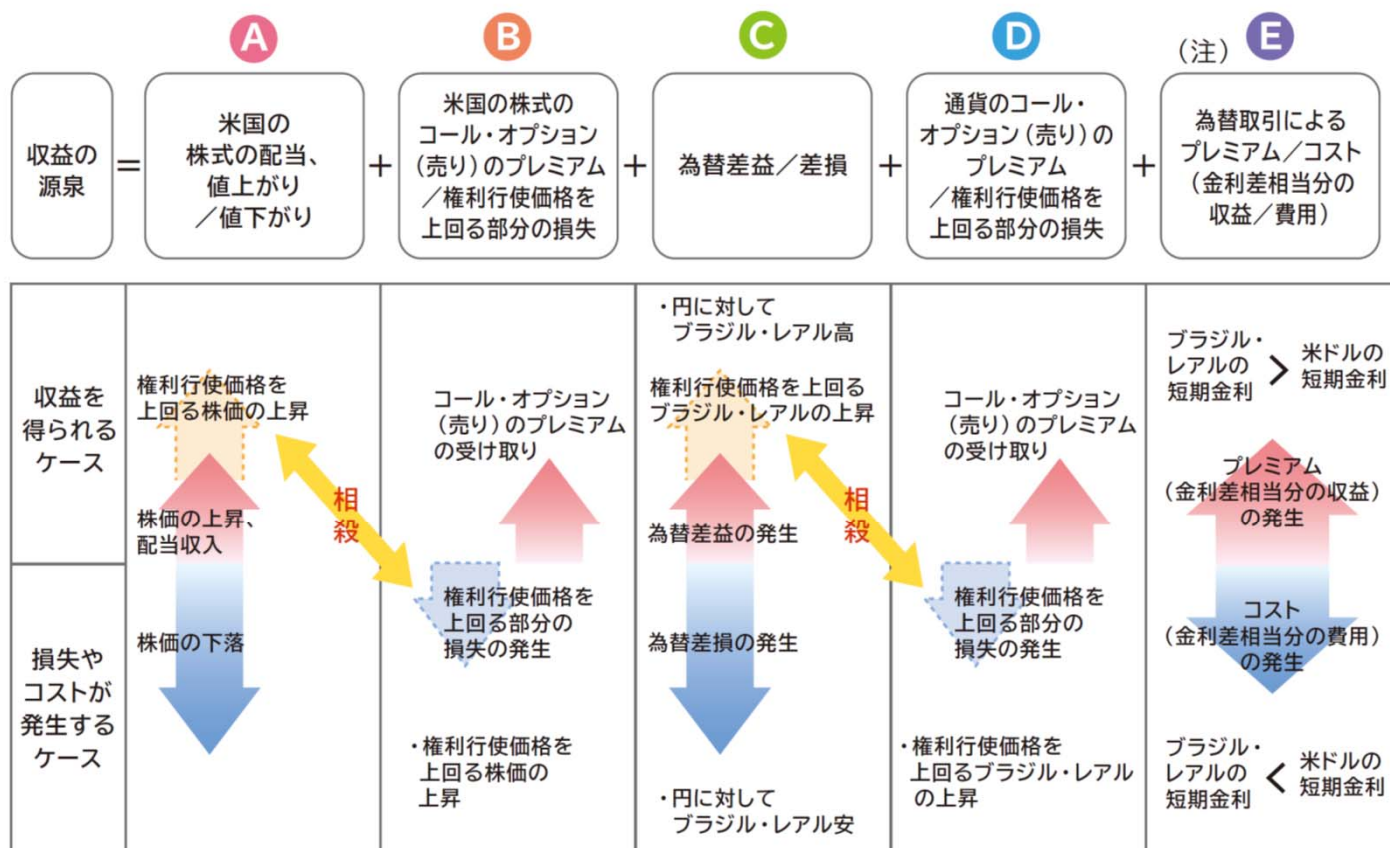 A
B
C
D
(注) E
収益の
源泉
=
米国の
株式の配当、
値上がり
／値下がり
+
米国の株式の
コール・オプション
(売り)のプレミアム
／権利行使価格を
上回る部分の損失
+
為替差益／差損
+
通貨のコール・
オプション(売り)の
プレミアム
／権利行使価格を
上回る部分の損失
+
為替取引による
プレミアム／コスト
(金利差相当分の
収益／費用)
収益を
得られる
ケース
権利行使価格を
上回る株価の上昇
株価の上昇、
配当収入
相殺
コール・オプション
(売り)のプレミアム
の受け取り
・円に対して
ブラジル・レアル高
権利行使価格を上回る
ブラジル・レアルの上昇
為替差益の発生
相殺
コール・オプション
(売り)のプレミアム
の受け取り
ブラジル・
レアルの
短期金利
>
米ドルの
短期金利
プレミアム
(金利差相当分の収益)
の発生
損失や
コストが
発生する
ケース
株価の下落
権利行使価格を
上回る部分の
損失の発生
・権利行使価格を
上回る株価の
上昇
為替差損の発生
・円に対して
ブラジル・レアル安
権利行使価格を
上回る部分の
損失の発生
・権利行使価格を
上回るブラジル・レアル
の上昇
コスト
(金利差相当分の費用)
の発生
ブラジル・
レアルの
短期金利
<
米ドルの
短期金利